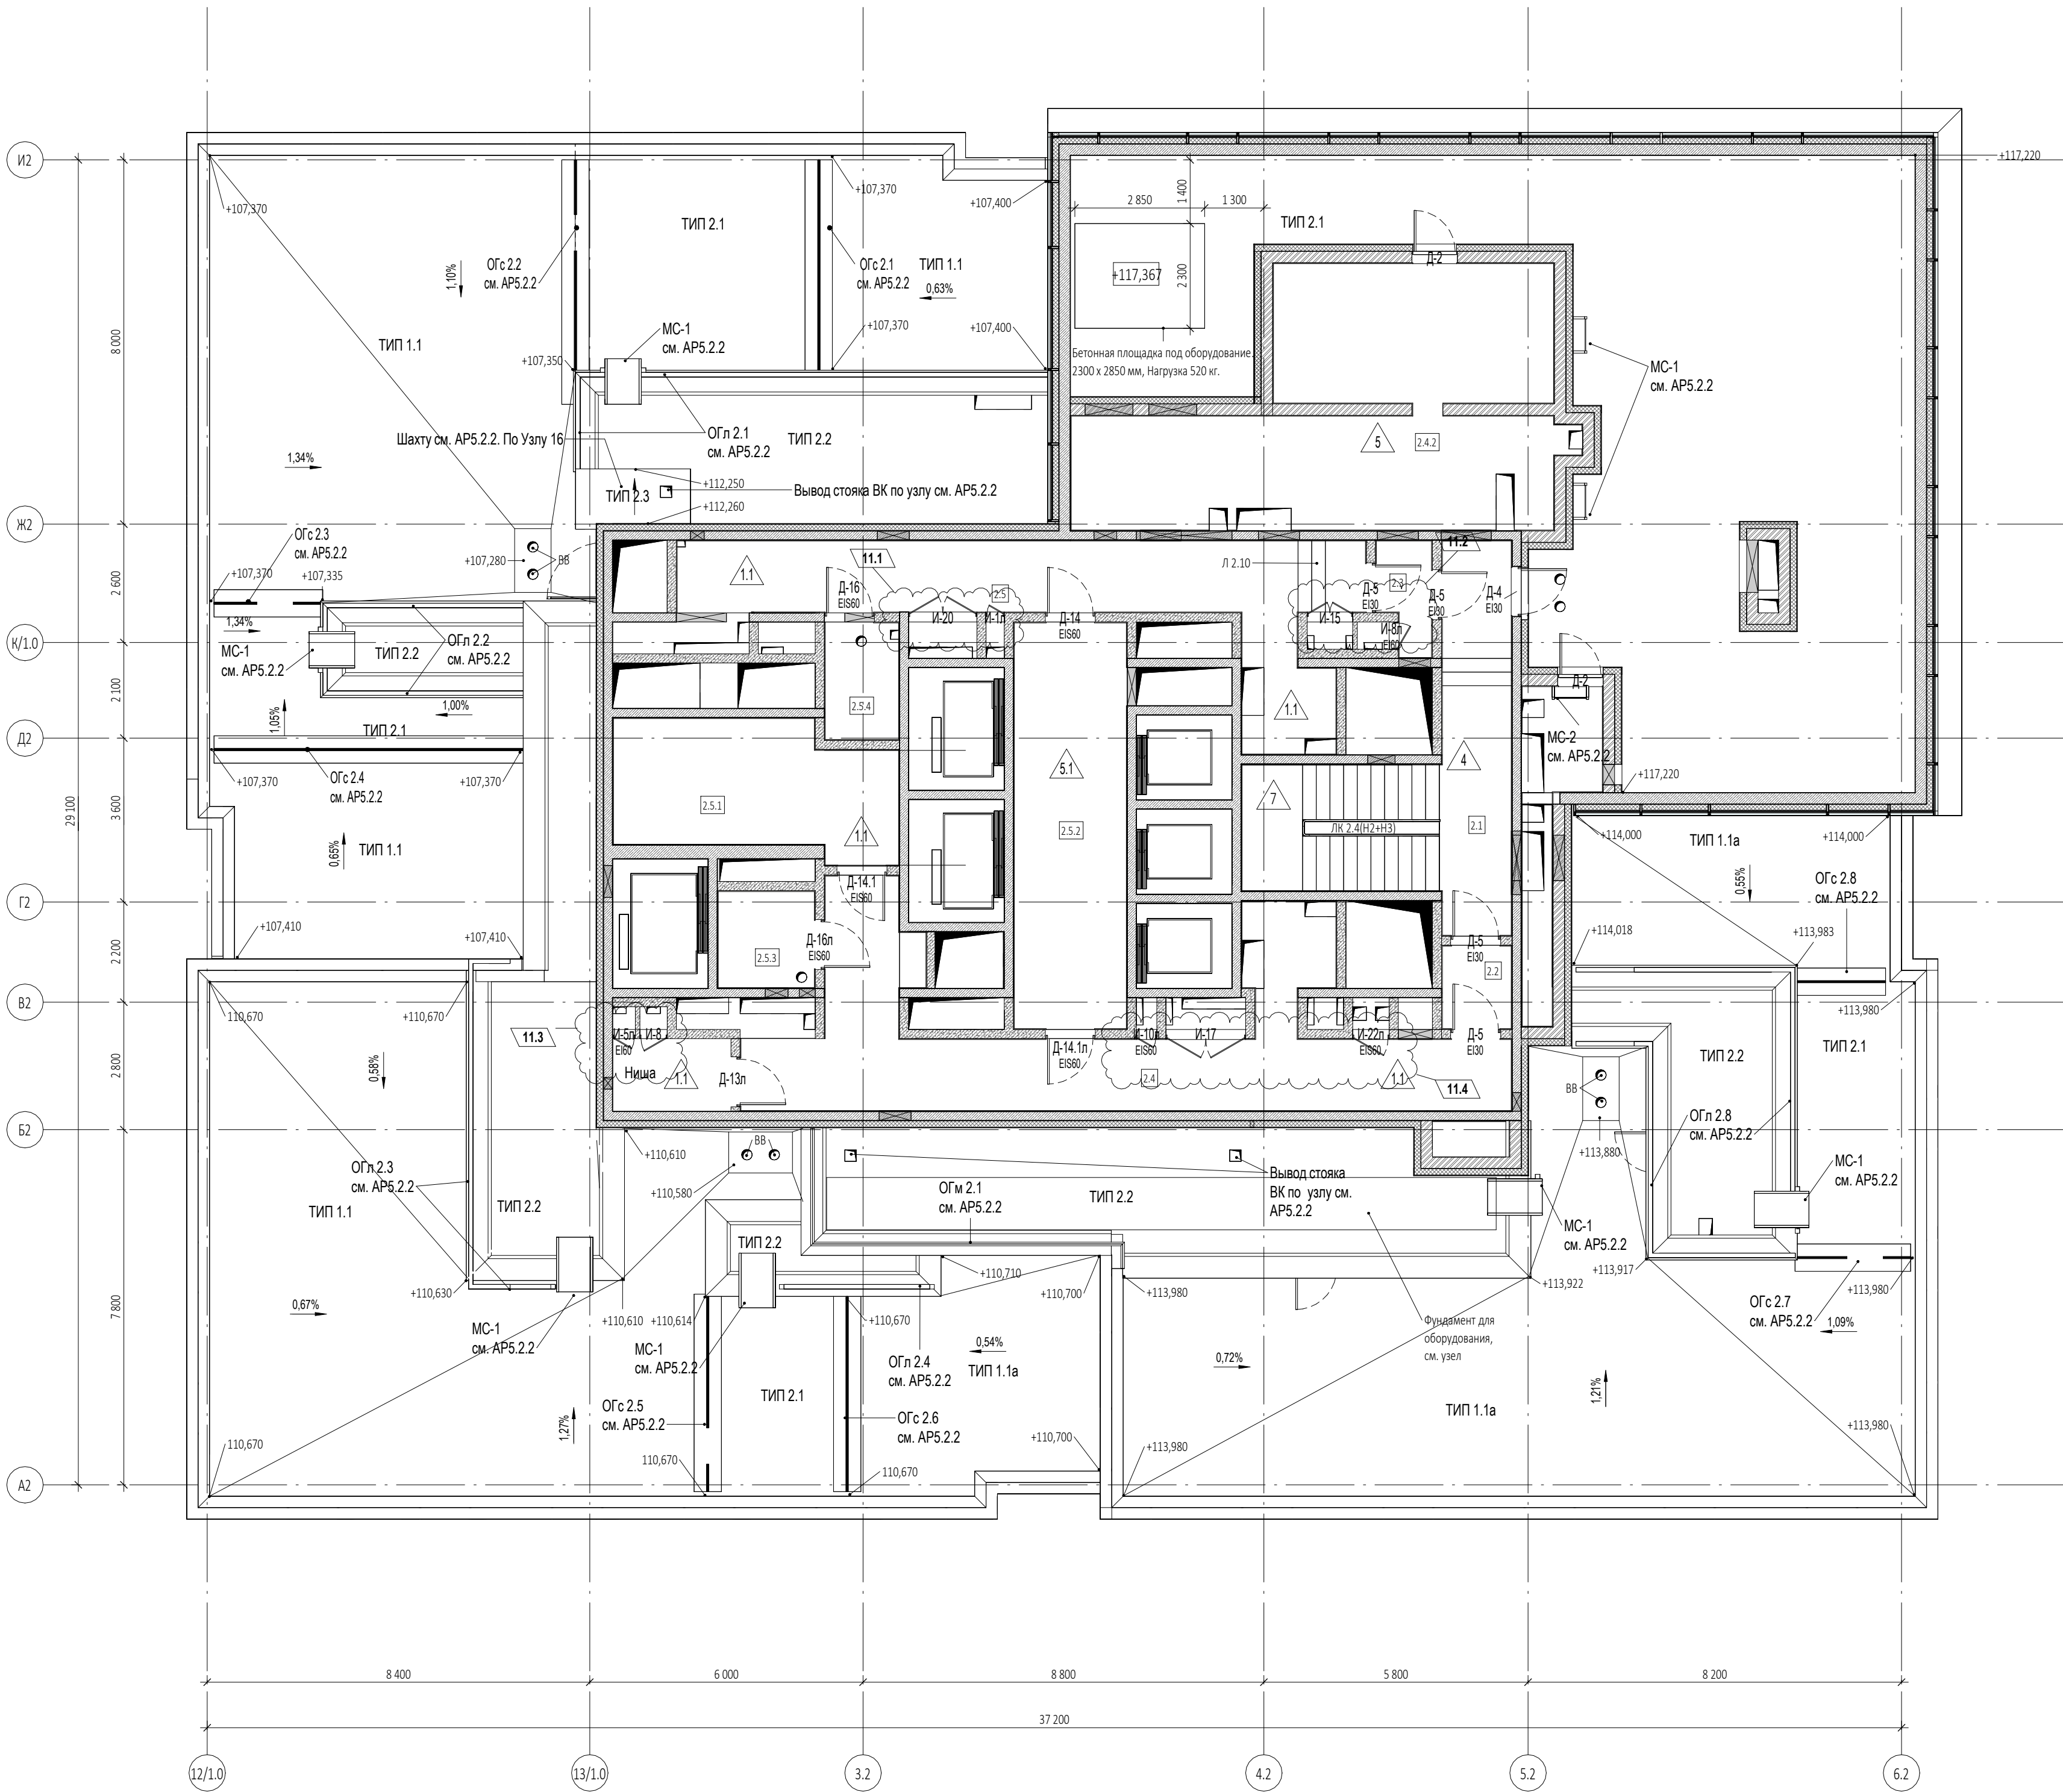 И2
Ж2
К/1.0
Д2
Г2
В2
Б2
А2
29 100
8 000
2 600
2 100
3 600
2 200
2 800
7 800
+107,370
1,10%
ОГс 2.2
см. АР5.2.2
ТИП 2.1
+107,370
ОГс 2.1
см. АР5.2.2
ТИП 1.1
0,63%
+107,400
+107,370
+107,400
+107,350
МС-1
см. АР5.2.2
ТИП 1.1
1,34%
Шахту см. АР5.2.2. По Узлу 16
ОГл 2.1
см. АР5.2.2
ТИП 2.2
ТИП 2.3
+112,250
+112,260
Вывод стояка ВК по узлу см. АР5.2.2
2 850
1 300
1 400
2 300
+117,367
Бетонная площадка под оборудование.
2300 х 2850 мм, Нагрузка 520 кг.
ТИП 2.1
Д-2
+117,220
МС-1
см. АР5.2.2
5
2.4.2
ОГс 2.3
см. АР5.2.2
+107,370
+107,335
+107,280
ВВ
1,34%
МС-1
см. АР5.2.2
ТИП 2.2
ОГл 2.2
см. АР5.2.2
1,05%
1,00%
ТИП 2.1
+107,370
ОГс 2.4
см. АР5.2.2
+107,370
0,65%
ТИП 1.1
+107,410
+107,410
1.1
11.1
Д-16
EIS60
2.5
И-20
И-1л
Д-14
EIS60
Л 2.10
11.2
2.3
Д-5
EI30
Д-5
EI30
Д-4
EI30
И-15
И-8л
EI60
2.5.4
1.1
2.5.1
1.1
5.1
2.5.2
7
ЛК 2.4(Н2+Н3)
4
2.1
Д-2
МС-2
см. АР5.2.2
+117,220
Д-14.1
EIS60
Д-16л
EIS60
2.5.3
Д-5
EI30
2.2
Д-5
EI30
11.3
И-5л
EI60
И-8
Ниша
1.1
Д-13л
Д-14.1л
EIS60
И-10л
EIS60
И-17
2.4
И-22л
EIS60
1.1
11.4
+114,000
ТИП 1.1а
+114,000
0,55%
ОГс 2.8
см. АР5.2.2
+114,018
+113,983
+113,980
ТИП 2.2
ТИП 2.1
ВВ
ОГл 2.8
см. АР5.2.2
+113,880
МС-1
см. АР5.2.2
110,670
+110,670
0,58%
ОГл 2.3
см. АР5.2.2
ТИП 1.1
ТИП 2.2
+110,610
ВВ
+110,580
ТИП 2.2
ОГм 2.1
см. АР5.2.2
ТИП 2.2
Вывод стояка
ВК по узлу см.
АР5.2.2
МС-1
см. АР5.2.2
+110,630
0,67%
МС-1
см. АР5.2.2
+110,610
+110,614
МС-1
см. АР5.2.2
+110,710
+110,700
+110,670
0,54%
ОГл 2.4
см. АР5.2.2
ТИП 1.1а
+113,980
+113,922
+113,917
+113,980
Фундамент для
оборудования,
см. узел
0,72%
ОГс 2.7
см. АР5.2.2
1,09%
1,21%
ТИП 1.1а
ТИП 2.1
ОГс 2.5
см. АР5.2.2
1,27%
ОГс 2.6
см. АР5.2.2
110,670
110,670
110,670
+110,700
+113,980
+113,980
8 400
6 000
8 800
5 800
8 200
37 200
12/1.0
13/1.0
3.2
4.2
5.2
6.2